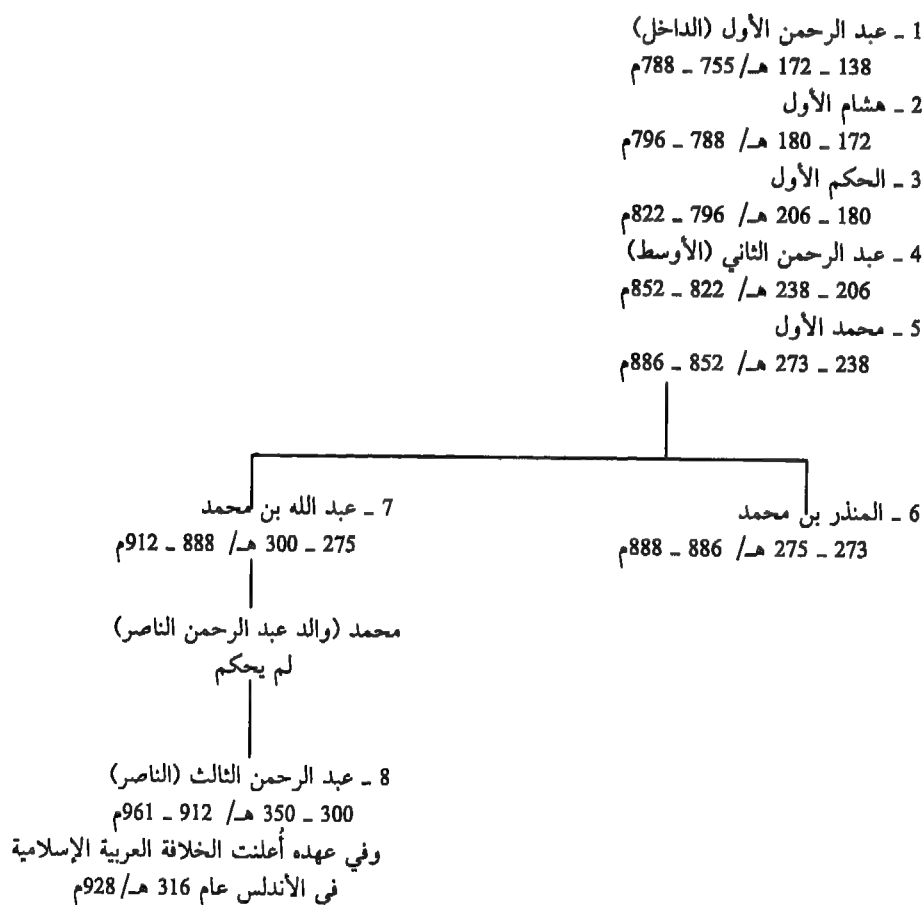 1 ـ عبد الرحمن الأول (الداخل)
138 ـ 172 هـ/ 755 ـ 788م
2 ـ هشام الأول
172 ـ 180 هـ/ 788 ـ 796م
3 ـ الحكم الأول
180 ـ 206 هـ/ 796 ـ 822م
4 ـ عبد الرحمن الثاني (الأوسط)
206 ـ 238 هـ/ 822 ـ 852م
5 ـ محمد الأول
238 ـ 273 هـ/ 852 ـ 886م
6 ـ المنذر بن محمد
273 ـ 275 هـ/ 886 ـ 888م
7 ـ عبد الله بن محمد
275 ـ 300 هـ/ 888 ـ 912م
محمد (والد عبد الرحمن الناصر)
لم يحكم
8 ـ عبد الرحمن الثالث (الناصر)
300 ـ 350 هـ/ 912 ـ 961م
وفي عهده أُعلنت الخلافة العربية الإسلامية
في الأندلس عام 316 هـ/928م